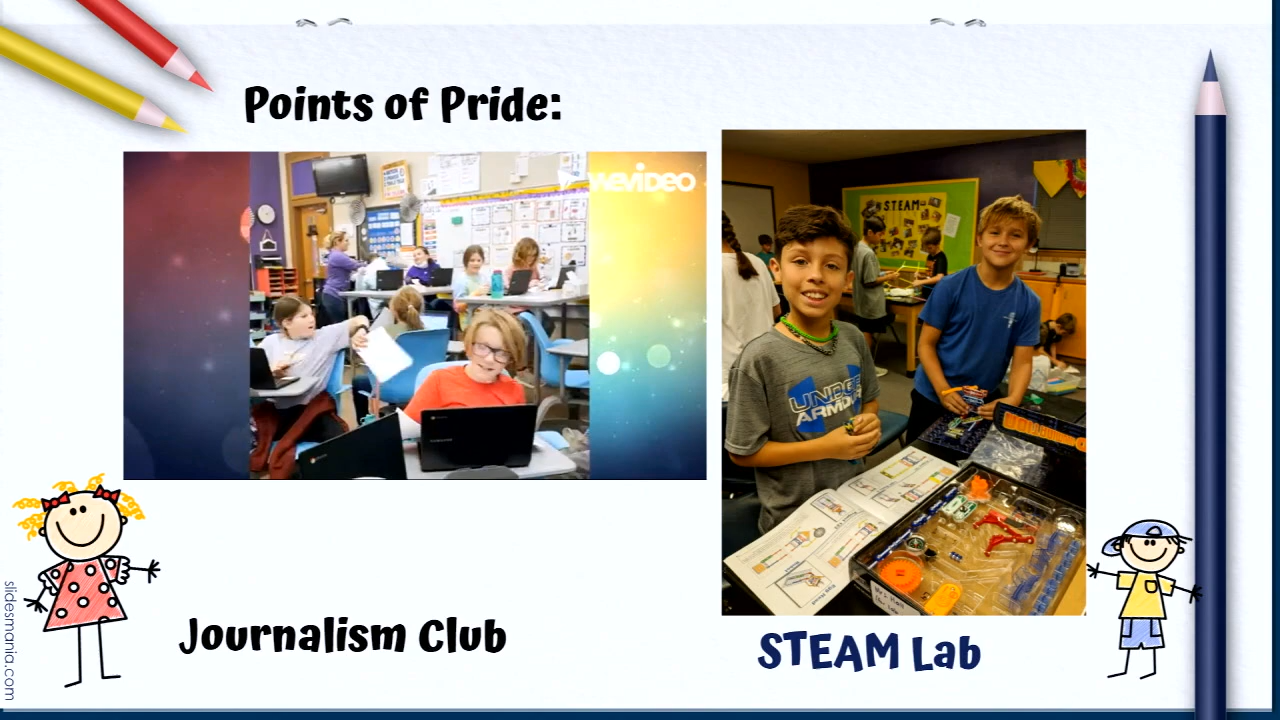 Points of Pride:
WeVideo
STEAM
UNDER
ARMOUR
Journalism Club
STEAM Lab
slidesmania.com